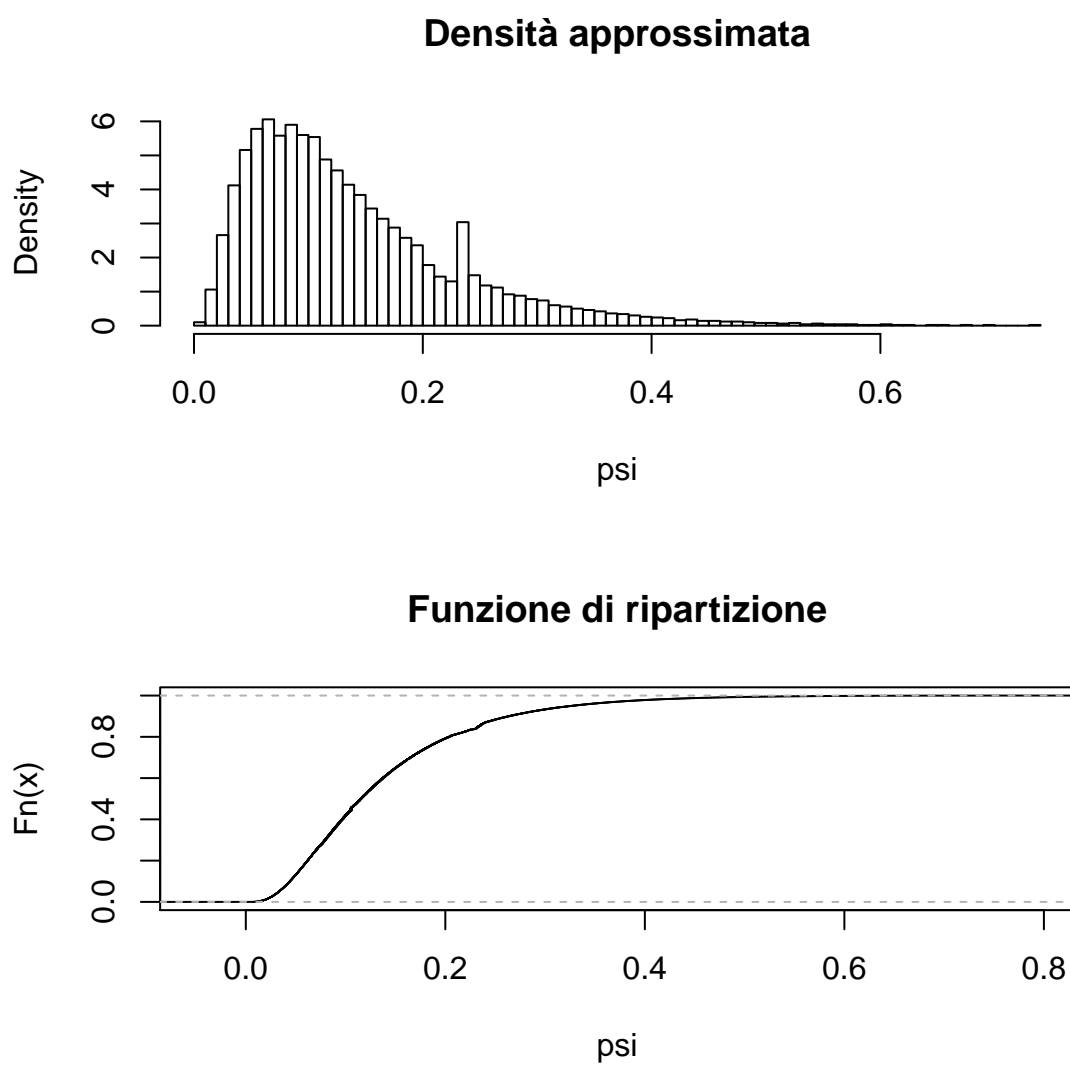 Densità approssimata
Density
0
2
4
6
0.0 0.2 0.4 0.6
psi
Funzione di ripartizione
Fn(x)
0.0
0.4
0.8
0.0 0.2 0.4 0.6 0.8
psi